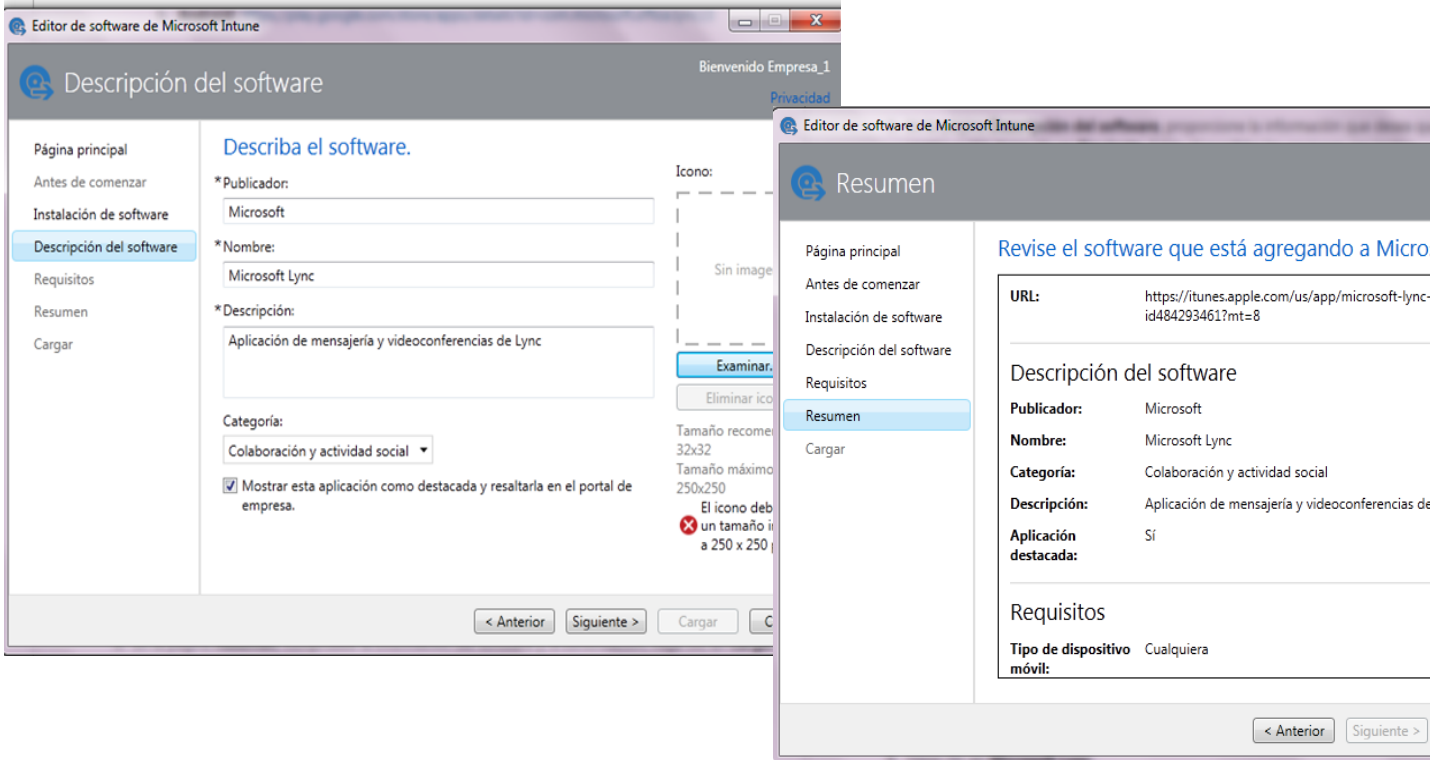 Editor de software de Microsoft Intune
Descripción del software
Bienvenido Empresa_1
Privacidad
Página principal
Antes de comenzar
Instalación de software
Descripción del software
Requisitos
Resumen
Cargar
Describa el software.
*Publicador:
Microsoft
*Nombre:
Microsoft Lync
*Descripción:
Aplicación de mensajería y videoconferencias de Lync
Categoría:
Colaboración y actividad social
Mostrar esta aplicación como destacada y resaltarla en el portal de
empresa.
Icono:
Sin image
Examinar.
Eliminar ico
Tamaño recome
32x32
Tamaño máximo
250x250
El icono deb
un tamaño i
a 250 x 250
< Anterior
Siguiente >
Cargar
C
Editor de software de Microsoft Intune
Resumen
Página principal
Antes de comenzar
Instalación de software
Descripción del software
Requisitos
Resumen
Cargar
Revise el software que está agregando a Micros
URL: https://itunes.apple.com/us/app/microsoft-lync-
id484293461?mt=8
Descripción del software
Publicador: Microsoft
Nombre: Microsoft Lync
Categoría: Colaboración y actividad social
Descripción: Aplicación de mensajería y videoconferencias de
Aplicación Sí
destacada:
Requisitos
Tipo de dispositivo Cualquiera
móvil:
< Anterior
Siguiente >